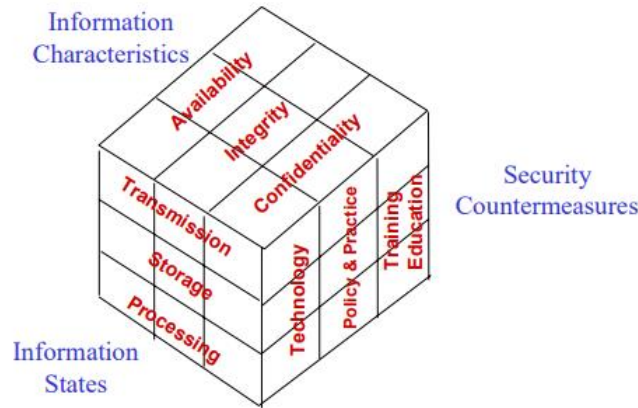 Information
Characteristics
Availability
Integrity
Confidentiality
Transmission
Storage
Processing
Technology
Policy & Practice
Training
Education
Security
Countermeasures
Information
States